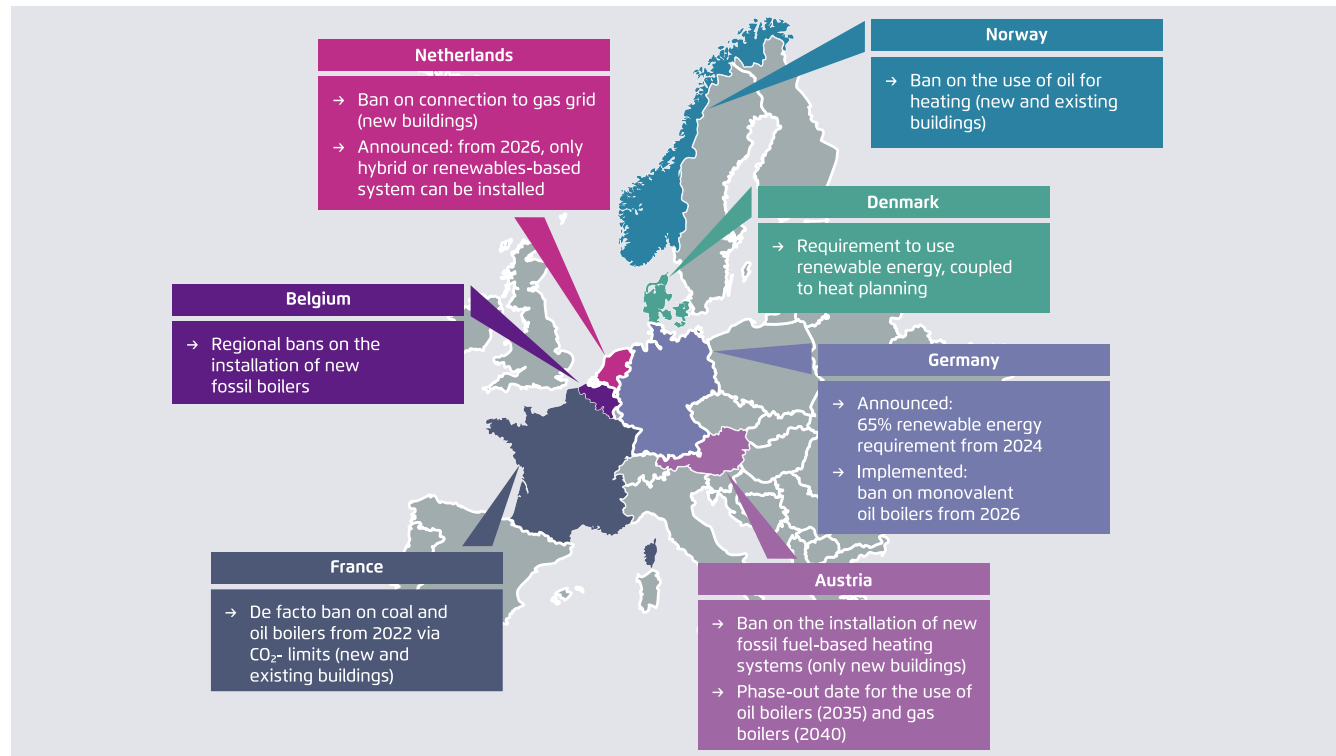 Netherlands
→ Ban on connection to gas grid
(new buildings)
→ Announced: from 2026, only
hybrid or renewables-based
system can be installed
Norway
→ Ban on the use of oil for
heating (new and existing
buildings)
Denmark
→ Requirement to use
renewable energy, coupled
to heat planning
Belgium
→ Regional bans on the
installation of new
fossil boilers
Germany
→ Announced:
65% renewable energy
requirement from 2024
→ Implemented:
ban on monovalent
oil boilers from 2026
France
→ De facto ban on coal and
oil boilers from 2022 via
CO₂- limits (new and
existing buildings)
Austria
→ Ban on the installation of new
fossil fuel-based heating
systems (only new buildings)
→ Phase-out date for the use of
oil boilers (2035) and gas
boilers (2040)